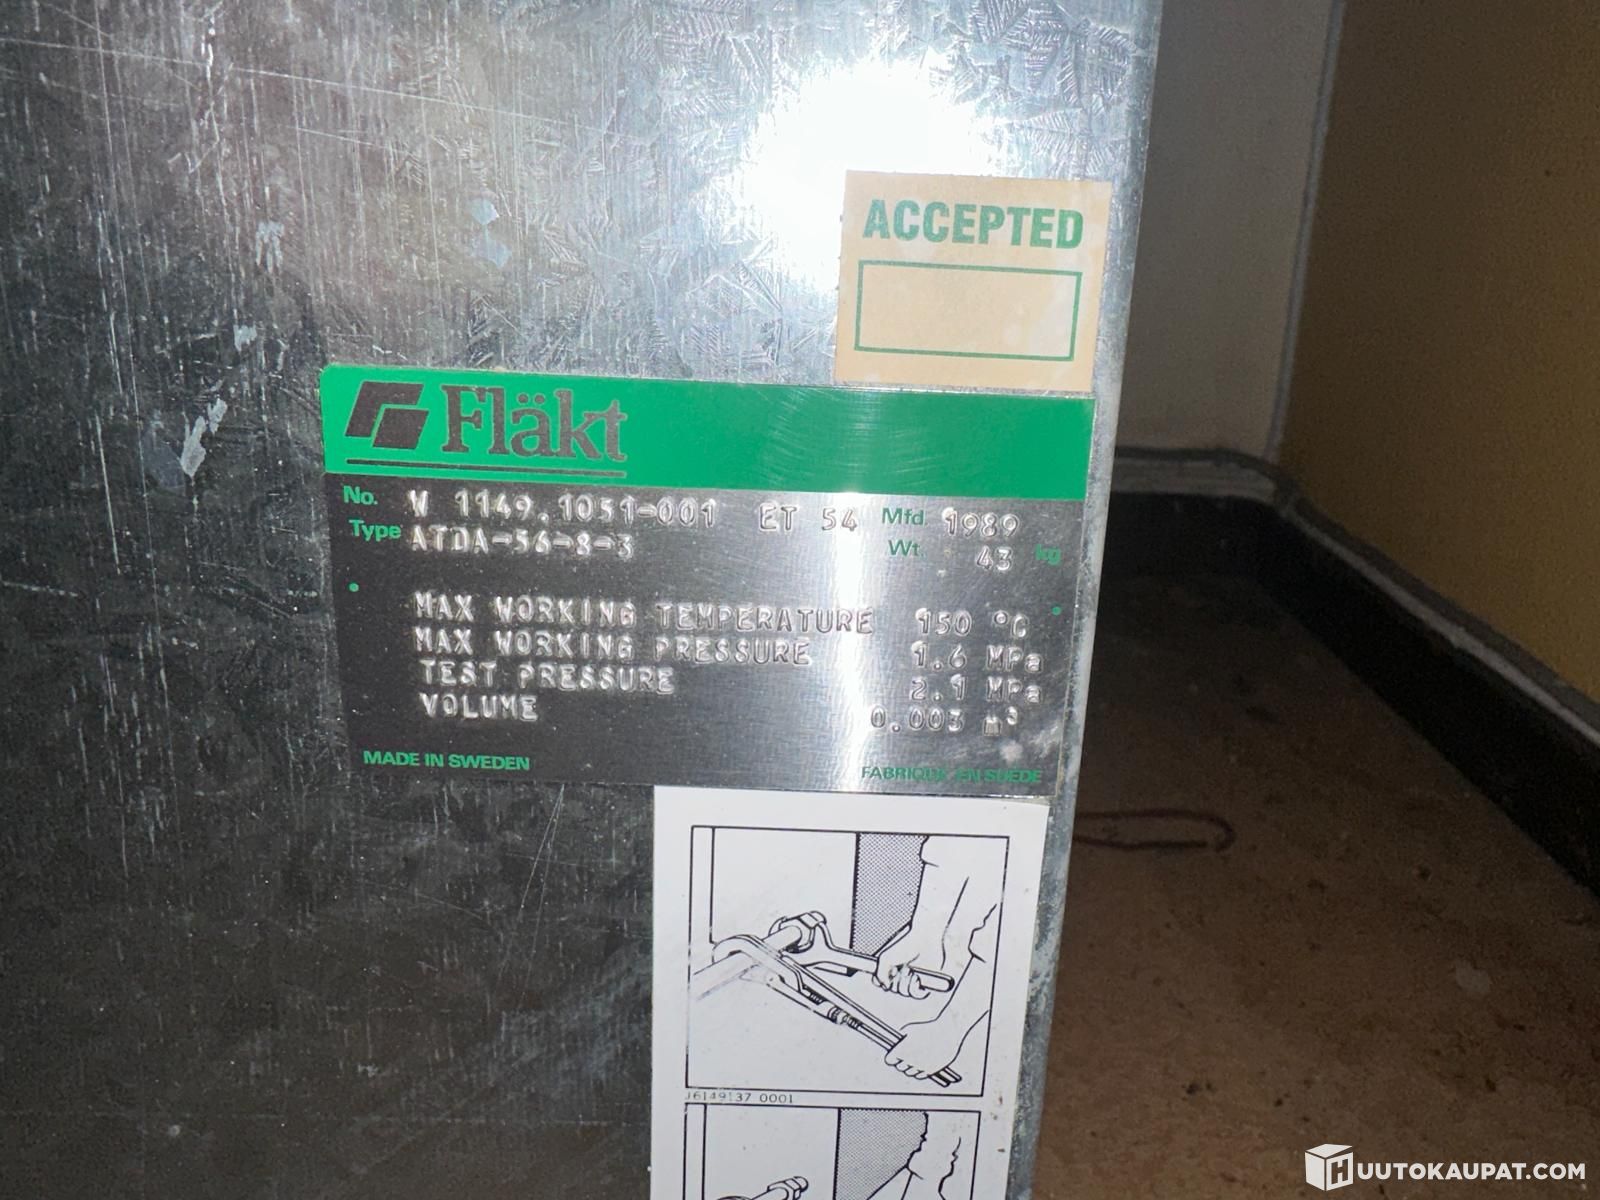 ACCEPTED
Fläkt
No. W 1149.1051-001 ET 54 Mfd. 1989
Type ATDA-56-8-3 Wt. 43 kg
MAX WORKING TEMPERATURE 150 °C
MAX WORKING PRESSURE 1.6 MPa
TEST PRESSURE 2.1 MPa
VOLUME 0.003 m³
MADE IN SWEDEN FABRIQUE EN SUEDE
J6149137 0001
HUUTOKAUPAT.COM